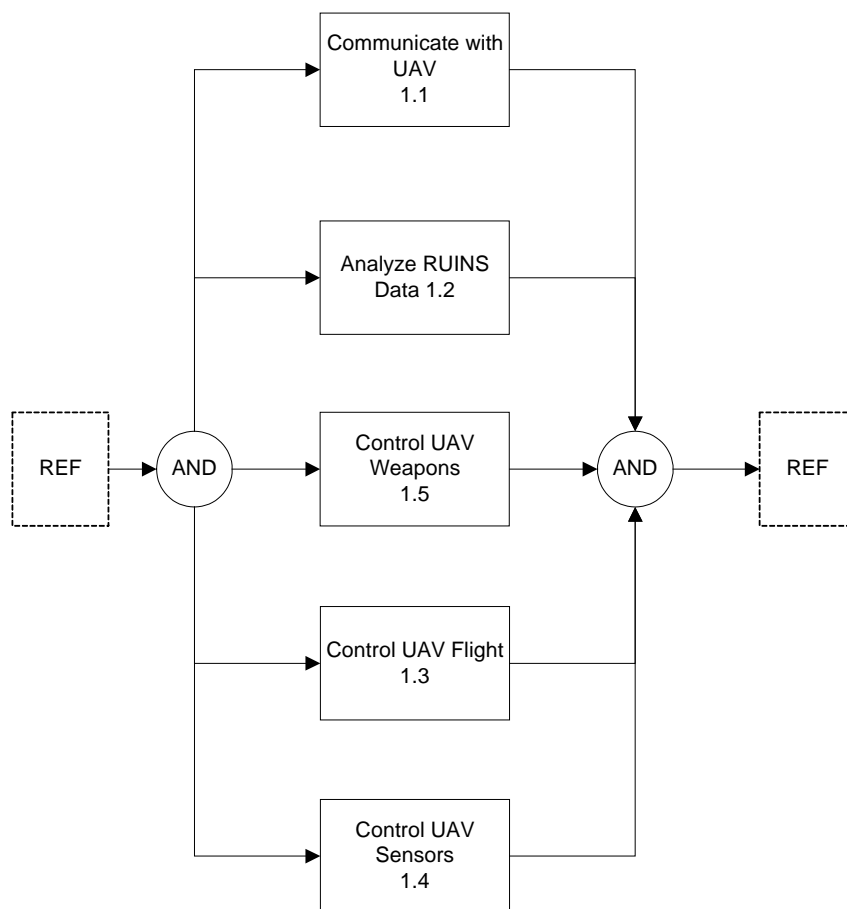 Communicate with
UAV
1.1
Analyze RUINS
Data 1.2
REF
AND
Control UAV
Weapons
1.5
AND
REF
Control UAV Flight
1.3
Control UAV
Sensors
1.4